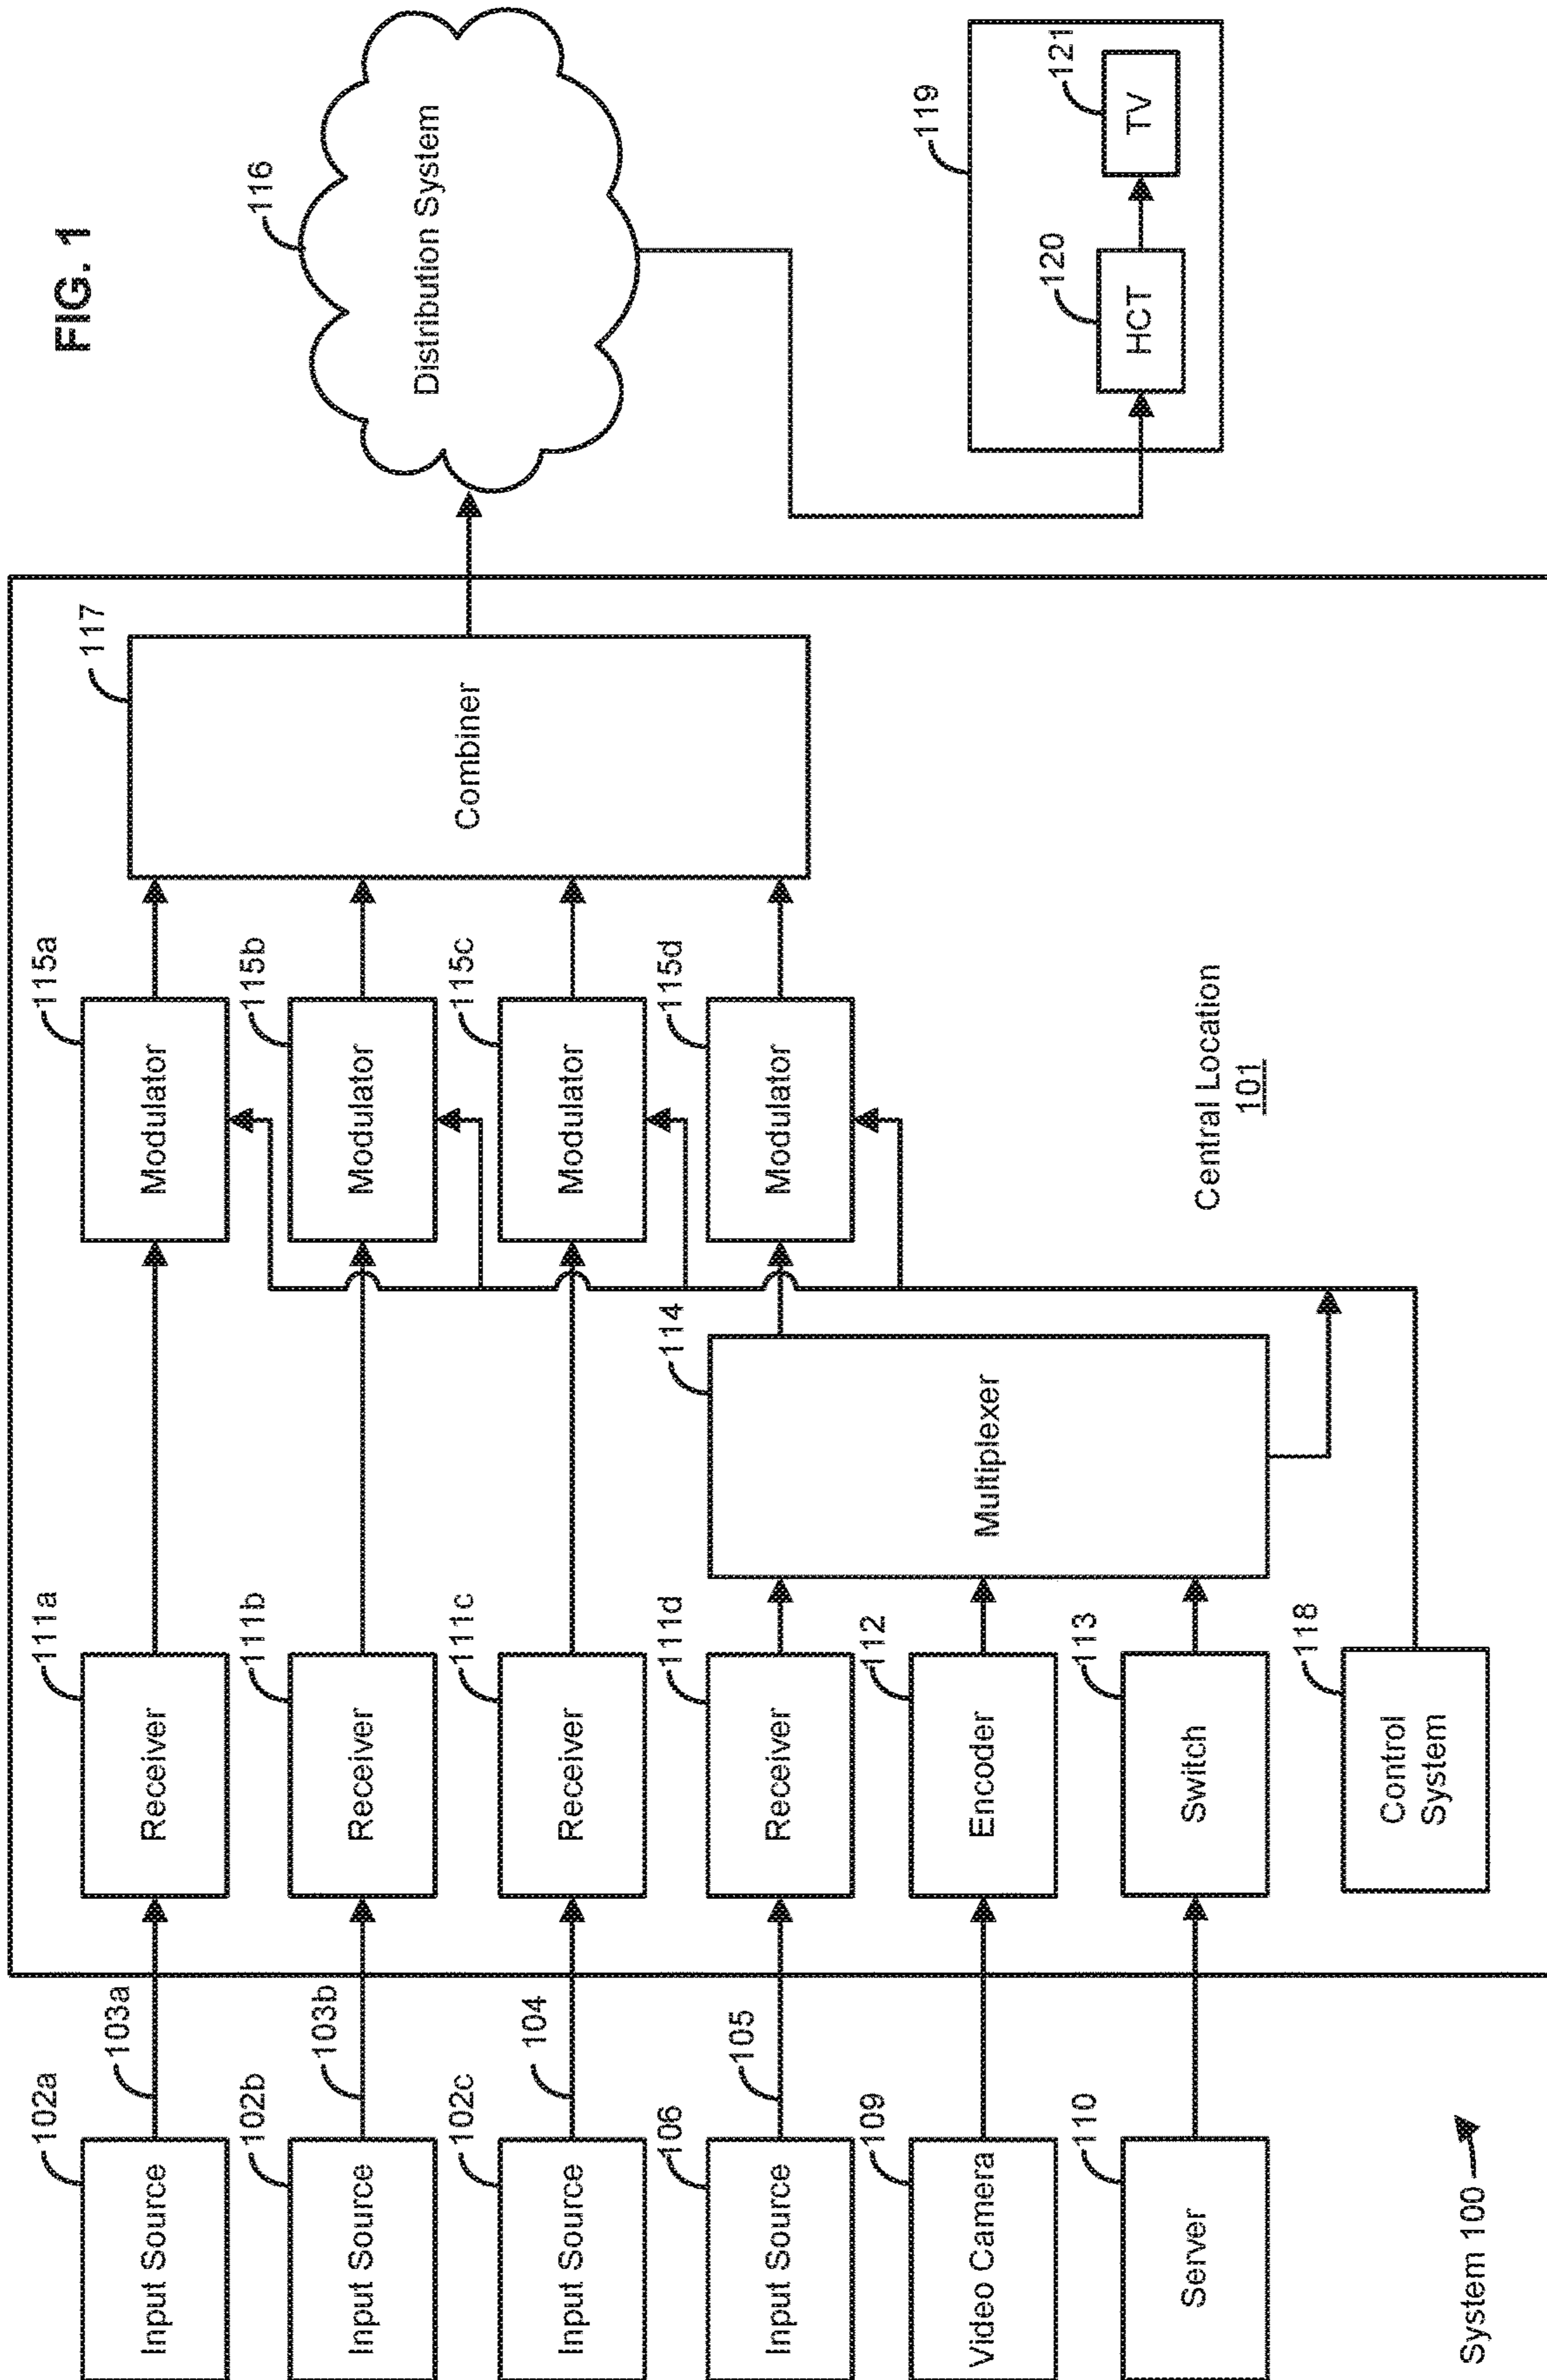 FIG. 1
102a
Input Source
103a
111a
Receiver
115a
Modulator
117
Combiner
116
Distribution System
102b
Input Source
103b
111b
Receiver
115b
Modulator
102c
Input Source
104
111c
Receiver
115c
Modulator
106
Input Source
105
111d
Receiver
114
Multiplexer
115d
Modulator
109
Video Camera
112
Encoder
110
Server
113
Switch
118
Control
System
Central Location
101
119
120
HCT
121
TV
System 100